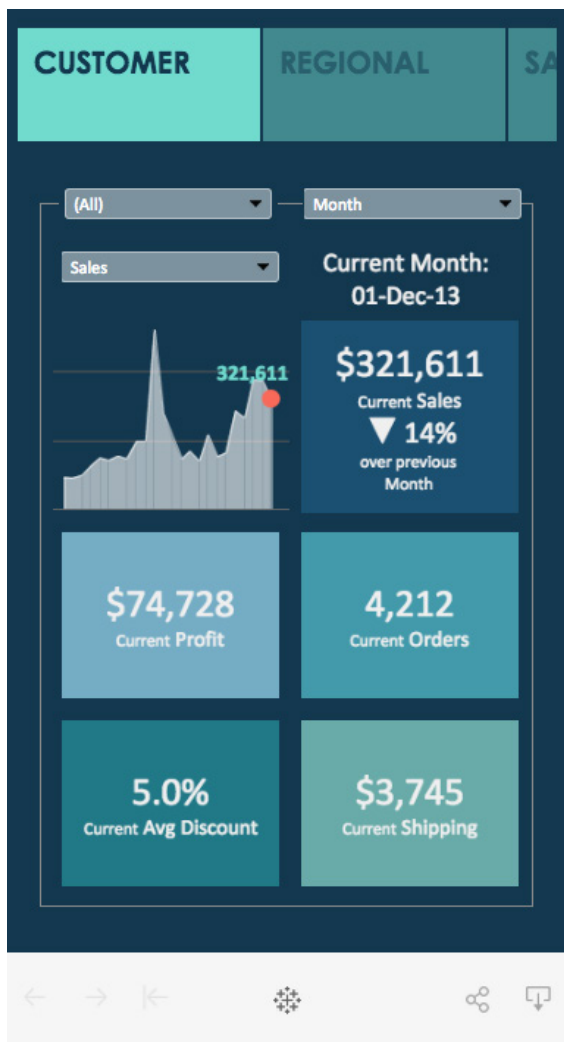 CUSTOMER
REGIONAL
SA
(All)
Month
Sales
Current Month:
01-Dec-13
321,611
$321,611
Current Sales
▼ 14%
over previous
Month
$74,728
Current Profit
4,212
Current Orders
5.0%
Current Avg Discount
$3,745
Current Shipping